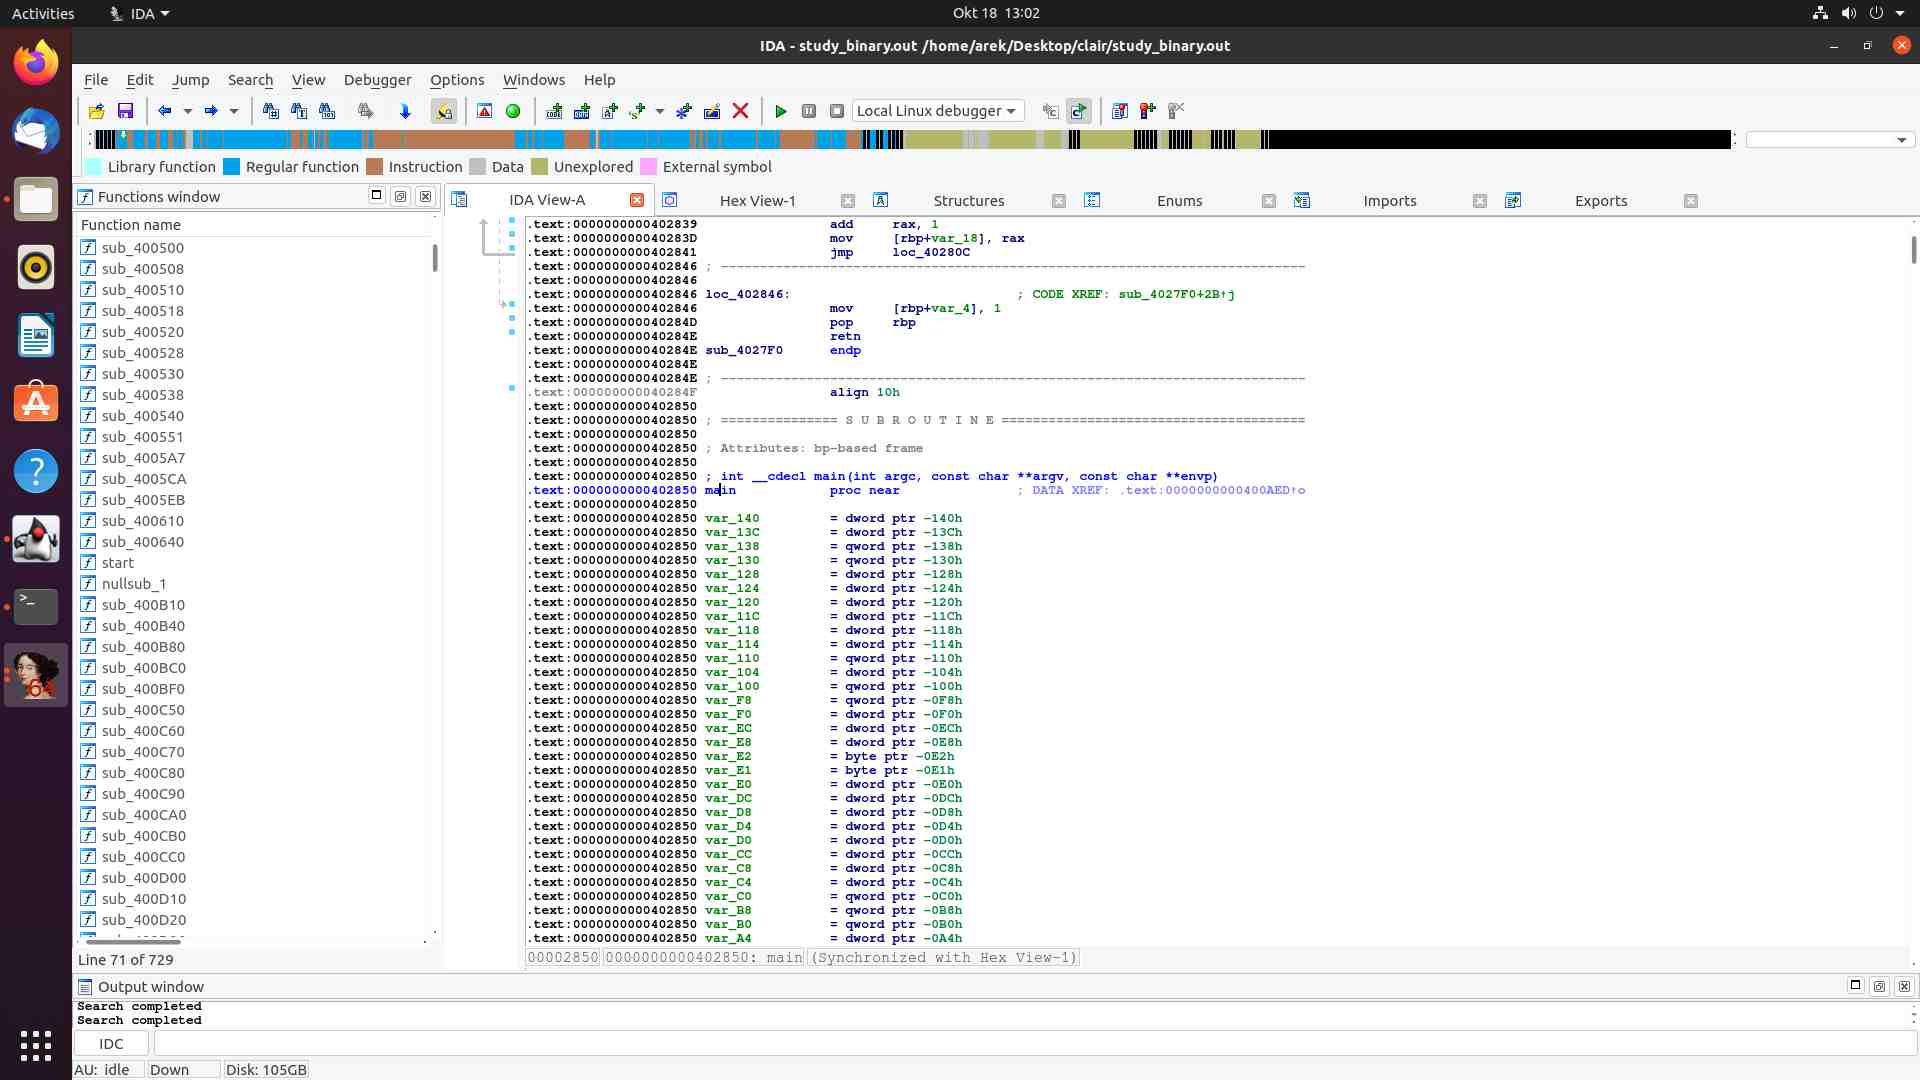 Activities
IDA
Okt 18 13:02
IDA - study_binary.out /home/arek/Desktop/clair/study_binary.out
File Edit Jump Search View Debugger Options Windows Help
Local Linux debugger
Library function Regular function Instruction Data Unexplored External symbol
Functions window
IDA View-A
Hex View-1
Structures
Enums
Imports
Exports
Function name
sub_400500
sub_400508
sub_400510
sub_400518
sub_400520
sub_400528
sub_400530
sub_400538
sub_400540
sub_400551
sub_4005A7
sub_4005CA
sub_4005EB
sub_400610
sub_400640
start
nullsub_1
sub_400B10
sub_400B40
sub_400B80
sub_400BC0
sub_400BF0
sub_400C50
sub_400C60
sub_400C70
sub_400C80
sub_400C90
sub_400CA0
sub_400CB0
sub_400CC0
sub_400D00
sub_400D10
sub_400D20
Line 71 of 729
.text:0000000000402839 add rax, 1
.text:000000000040283D mov [rbp+var_18], rax
.text:0000000000402841 jmp loc_40280C
.text:0000000000402846 ; ---------------------------------------------------------------------------
.text:0000000000402846
.text:0000000000402846 loc_402846: ; CODE XREF: sub_4027F0+2B↑j
.text:0000000000402846 mov [rbp+var_4], 1
.text:000000000040284D pop rbp
.text:000000000040284E retn
.text:000000000040284E sub_4027F0 endp
.text:000000000040284E
.text:000000000040284E ; ---------------------------------------------------------------------------
.text:000000000040284F align 10h
.text:0000000000402850
.text:0000000000402850 ; =============== S U B R O U T I N E =======================================
.text:0000000000402850
.text:0000000000402850 ; Attributes: bp-based frame
.text:0000000000402850
.text:0000000000402850 ; int __cdecl main(int argc, const char **argv, const char **envp)
.text:0000000000402850 main proc near ; DATA XREF: .text:0000000000400AED↑o
.text:0000000000402850
.text:0000000000402850 var_140 = dword ptr -140h
.text:0000000000402850 var_13C = dword ptr -13Ch
.text:0000000000402850 var_138 = qword ptr -138h
.text:0000000000402850 var_130 = qword ptr -130h
.text:0000000000402850 var_128 = dword ptr -128h
.text:0000000000402850 var_124 = dword ptr -124h
.text:0000000000402850 var_120 = dword ptr -120h
.text:0000000000402850 var_11C = dword ptr -11Ch
.text:0000000000402850 var_118 = dword ptr -118h
.text:0000000000402850 var_114 = dword ptr -114h
.text:0000000000402850 var_110 = qword ptr -110h
.text:0000000000402850 var_104 = dword ptr -104h
.text:0000000000402850 var_100 = qword ptr -100h
.text:0000000000402850 var_F8 = qword ptr -0F8h
.text:0000000000402850 var_F0 = dword ptr -0F0h
.text:0000000000402850 var_EC = dword ptr -0ECh
.text:0000000000402850 var_E8 = dword ptr -0E8h
.text:0000000000402850 var_E2 = byte ptr -0E2h
.text:0000000000402850 var_E1 = byte ptr -0E1h
.text:0000000000402850 var_E0 = dword ptr -0E0h
.text:0000000000402850 var_DC = dword ptr -0DCh
.text:0000000000402850 var_D8 = dword ptr -0D8h
.text:0000000000402850 var_D4 = dword ptr -0D4h
.text:0000000000402850 var_D0 = dword ptr -0D0h
.text:0000000000402850 var_CC = dword ptr -0CCh
.text:0000000000402850 var_C8 = dword ptr -0C8h
.text:0000000000402850 var_C4 = dword ptr -0C4h
.text:0000000000402850 var_C0 = qword ptr -0C0h
.text:0000000000402850 var_B8 = qword ptr -0B8h
.text:0000000000402850 var_B0 = qword ptr -0B0h
.text:0000000000402850 var_A4 = dword ptr -0A4h
00002850 0000000000402850: main (Synchronized with Hex View-1)
Output window
Search completed
Search completed
IDC
AU: idle Down Disk: 105GB
64